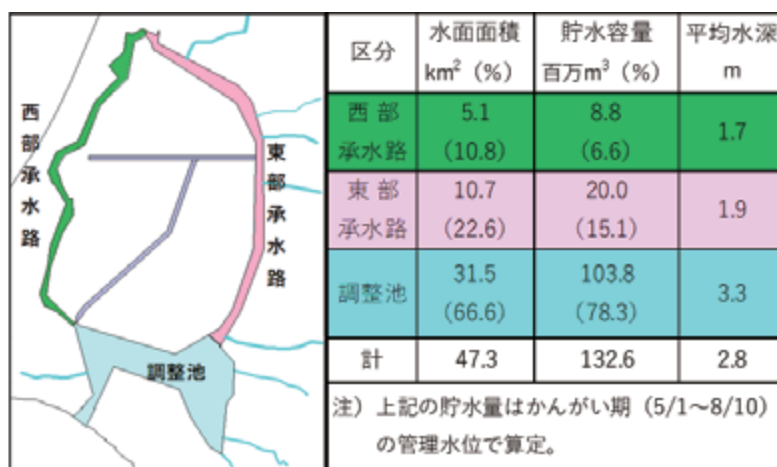 西部承水路
東部承水路
調整池
区分 水面面積 貯水容量 平均水深
km²（%） 百万m³（%） m
西部 5.1 8.8 1.7
承水路 (10.8) (6.6)
東部 10.7 20.0 1.9
承水路 (22.6) (15.1)
調整池 31.5 103.8 3.3
(66.6) (78.3)
計 47.3 132.6 2.8
注）上記の貯水量はかんがい期（5/1～8/10）
の管理水位で算定。